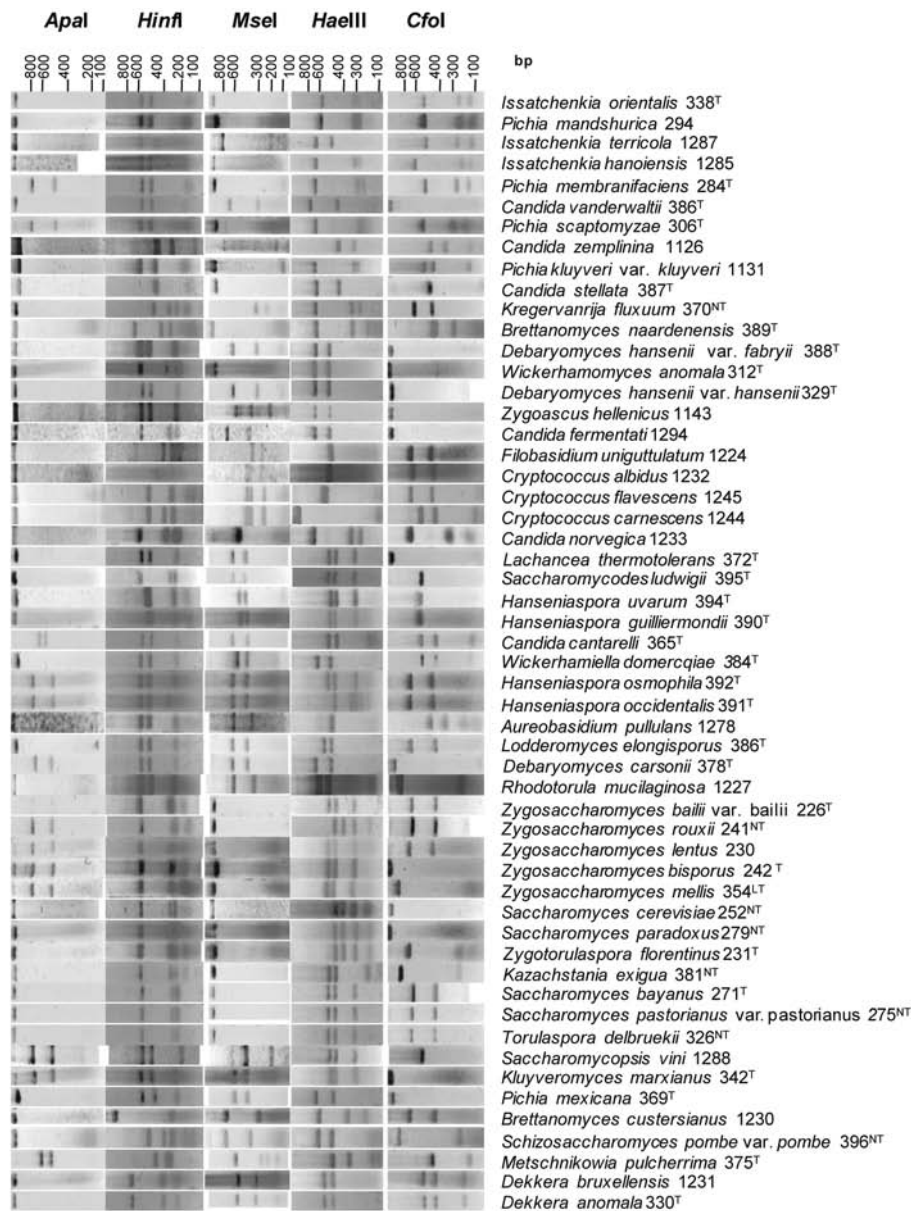 ApaI HinfI MseI HaeIII CfoI
800 600 400 200 100 800 600 400 200 100 800 600 300 200 100 800 600 400 300 100 800 600 400 300 100 bp
Issatchenkia orientalis 338T
Pichia mandshurica 294
Issatchenkia terricola 1287
Issatchenkia hanoiensis 1285
Pichia membranifaciens 284T
Candida vanderwaltii 386T
Pichia scaptomyzae 306T
Candida zemplinina 1126
Pichia kluyveri var. kluyveri 1131
Candida stellata 387T
Kregervanrija fluxuum 370NT
Brettanomyces naardenensis 389T
Debaryomyces hansenii var. fabryii 388T
Wickerhamomyces anomala 312T
Debaryomyces hansenii var. hansenii 329T
Zygoascus hellenicus 1143
Candida fermentati 1294
Filobasidium uniguttulatum 1224
Cryptococcus albidus 1232
Cryptococcus flavescens 1245
Cryptococcus carnescens 1244
Candida norvegica 1233
Lachancea thermotolerans 372T
Saccharomycodes ludwigii 395T
Hanseniaspora uvarum 394T
Hanseniaspora guilliermondii 390T
Candida cantarelli 365T
Wickerhamiella domercqiae 384T
Hanseniaspora osmophila 392T
Hanseniaspora occidentalis 391T
Aureobasidium pullulans 1278
Lodderomyces elongisporus 386T
Debaryomyces carsonii 378T
Rhodotorula mucilaginosa 1227
Zygosaccharomyces bailii var. bailii 226T
Zygosaccharomyces rouxii 241NT
Zygosaccharomyces lentus 230
Zygosaccharomyces bisporus 242 T
Zygosaccharomyces mellis 354LT
Saccharomyces cerevisiae 252NT
Saccharomyces paradoxus 279NT
Zygotorulaspora florentinus 231T
Kazachstania exigua 381NT
Saccharomyces bayanus 271T
Saccharomyces pastorianus var. pastorianus 275NT
Torulaspora delbruekii 326NT
Saccharomycopsis vini 1288
Kluyveromyces marxianus 342T
Pichia mexicana 369T
Brettanomyces custersianus 1230
Schizosaccharomyces pombe var. pombe 396NT
Metschnikowia pulcherrima 375T
Dekkera bruxellensis 1231
Dekkera anomala 330T